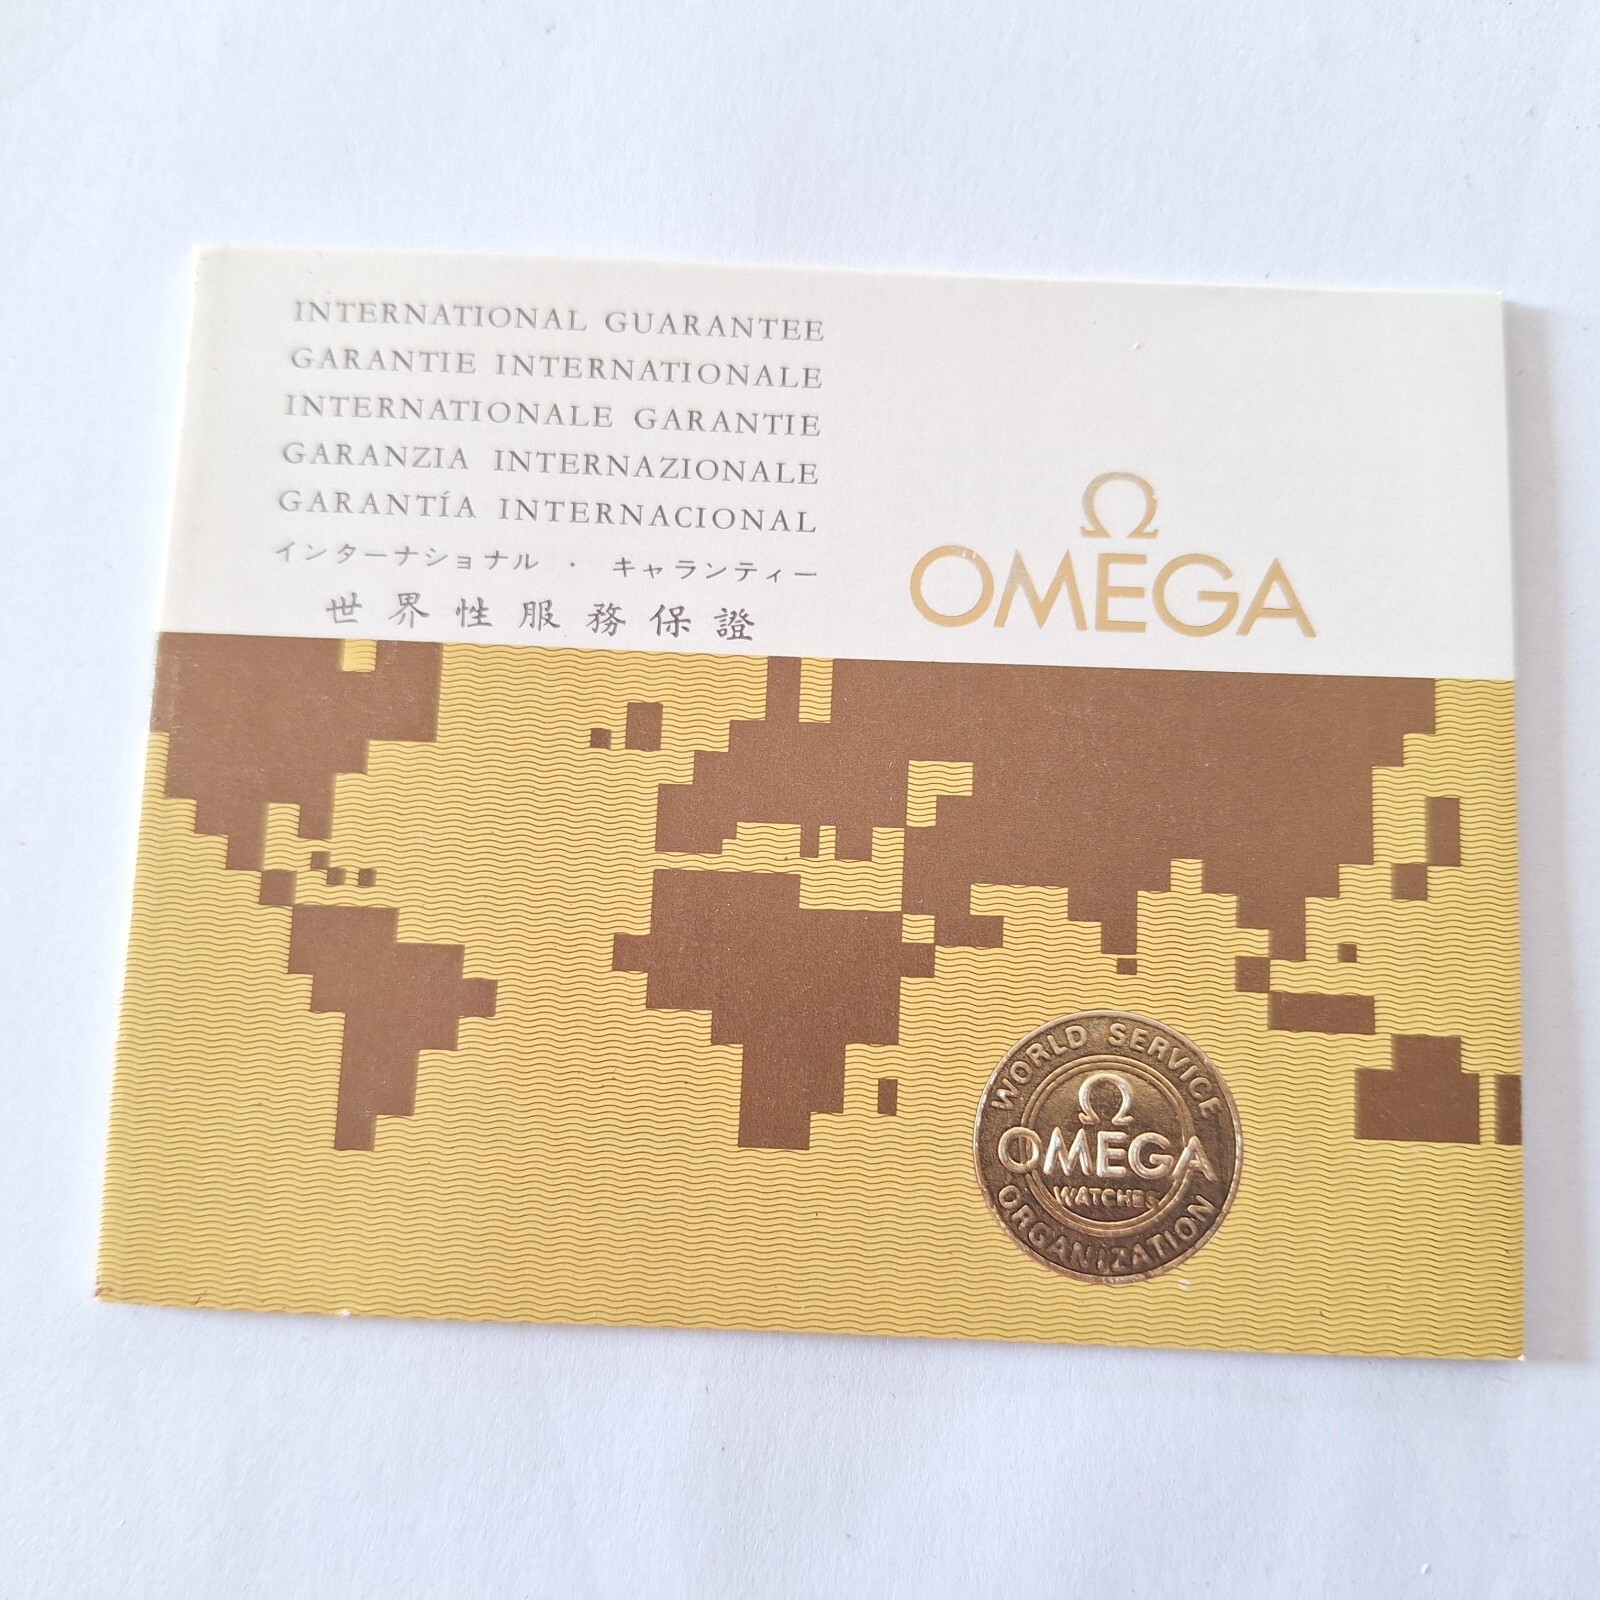 INTERNATIONAL GUARANTEE
GARANTIE INTERNATIONALE
INTERNATIONALE GARANTIE
GARANZIA INTERNAZIONALE
GARANTÍA INTERNACIONAL
インターナショナル・キャランティー
世界性服務保證
Ω
OMEGA
WORLD SERVICE
Ω
OMEGA
WATCHES
ORGANIZATION